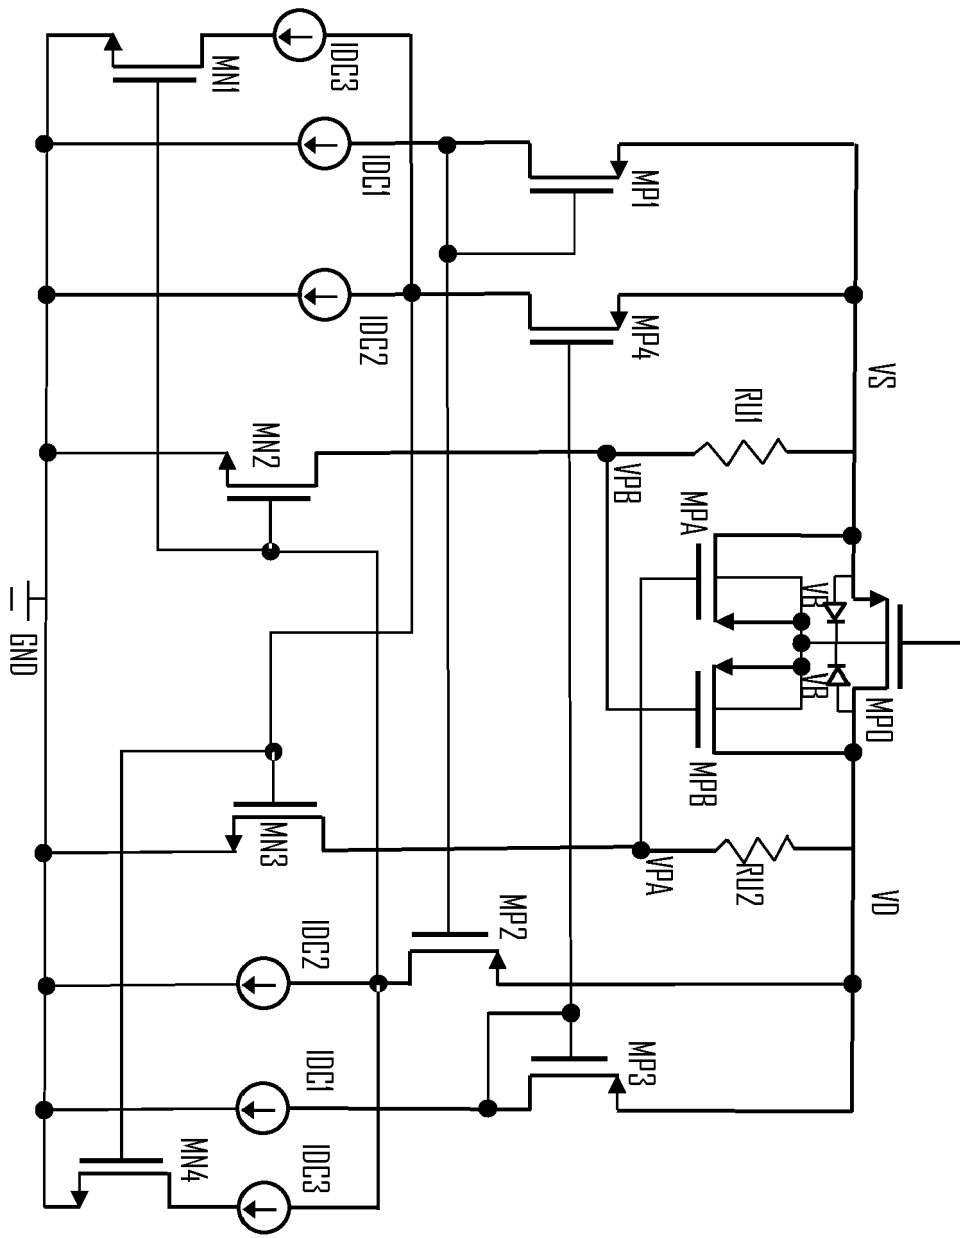 IDC3
MN1
IDC1
MP1
IDC2
MP4
VS
RU1
MN2
VPB
MPA
VB
GND
VB
MP0
MPB
MN3
VPA
RU2
VD
MP2
IDC2
MP3
IDC1
MN4
IDC3